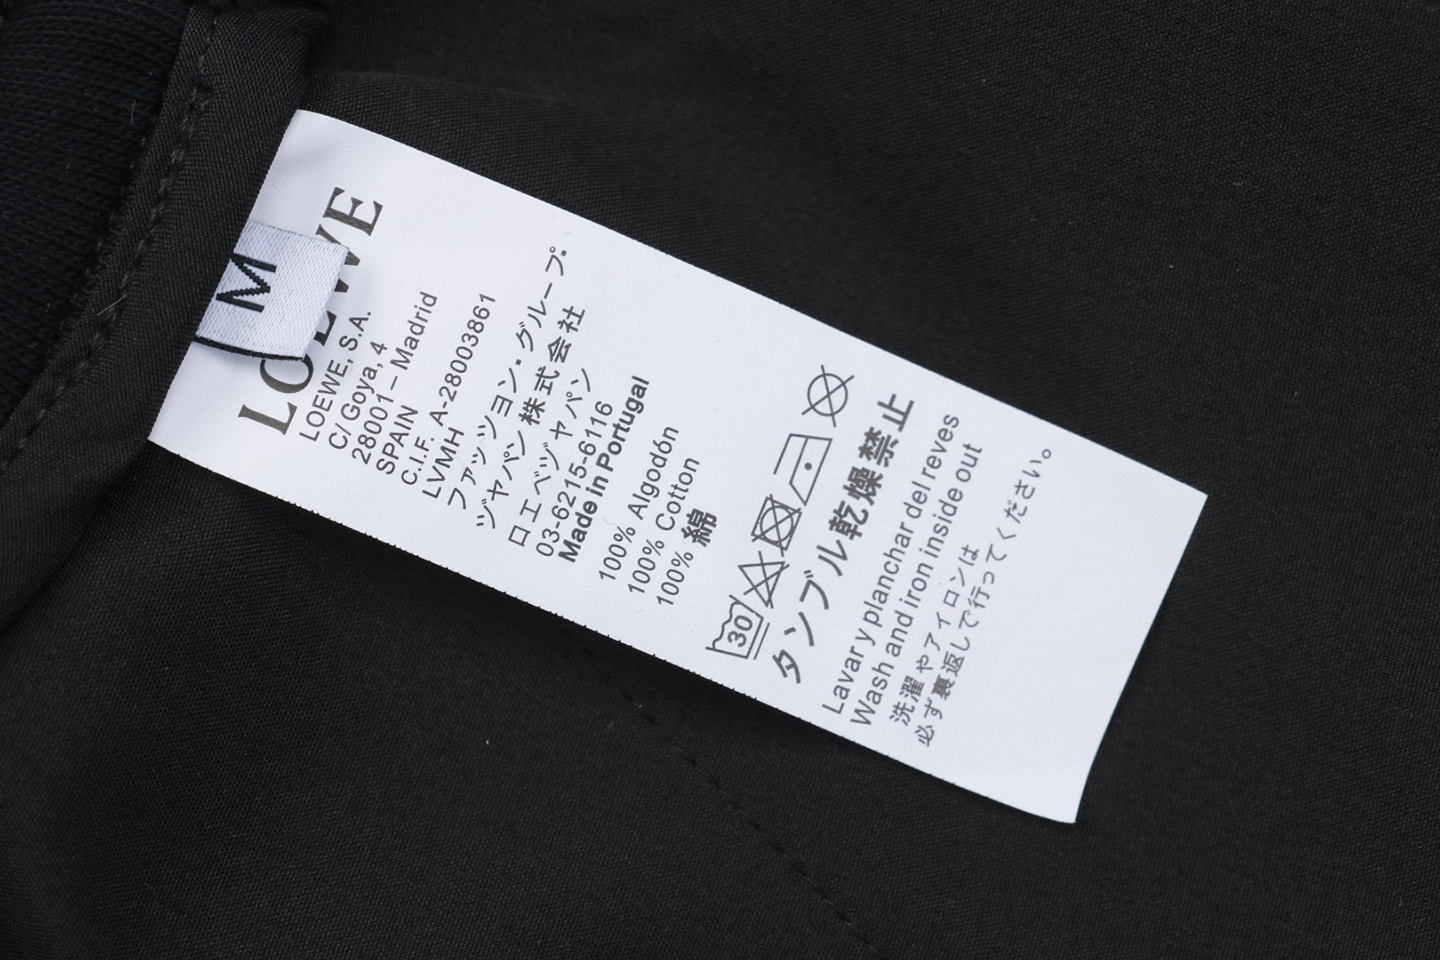 M
LOEWE
LOEWE, S.A.
C/Goya, 4
28001 – Madrid
SPAIN
C.I.F. A-28003861
LVMH
ファッション・グループ・
ジャパン株式会社
ロエベジャパン
03-6215-6116
Made in Portugal
100% Algodón
100% Cotton
100% 綿
30
タンブル乾燥禁止
Lavar y planchar del reves
Wash and iron inside out
洗濯やアイロンは
必ず裏返しで行ってください。